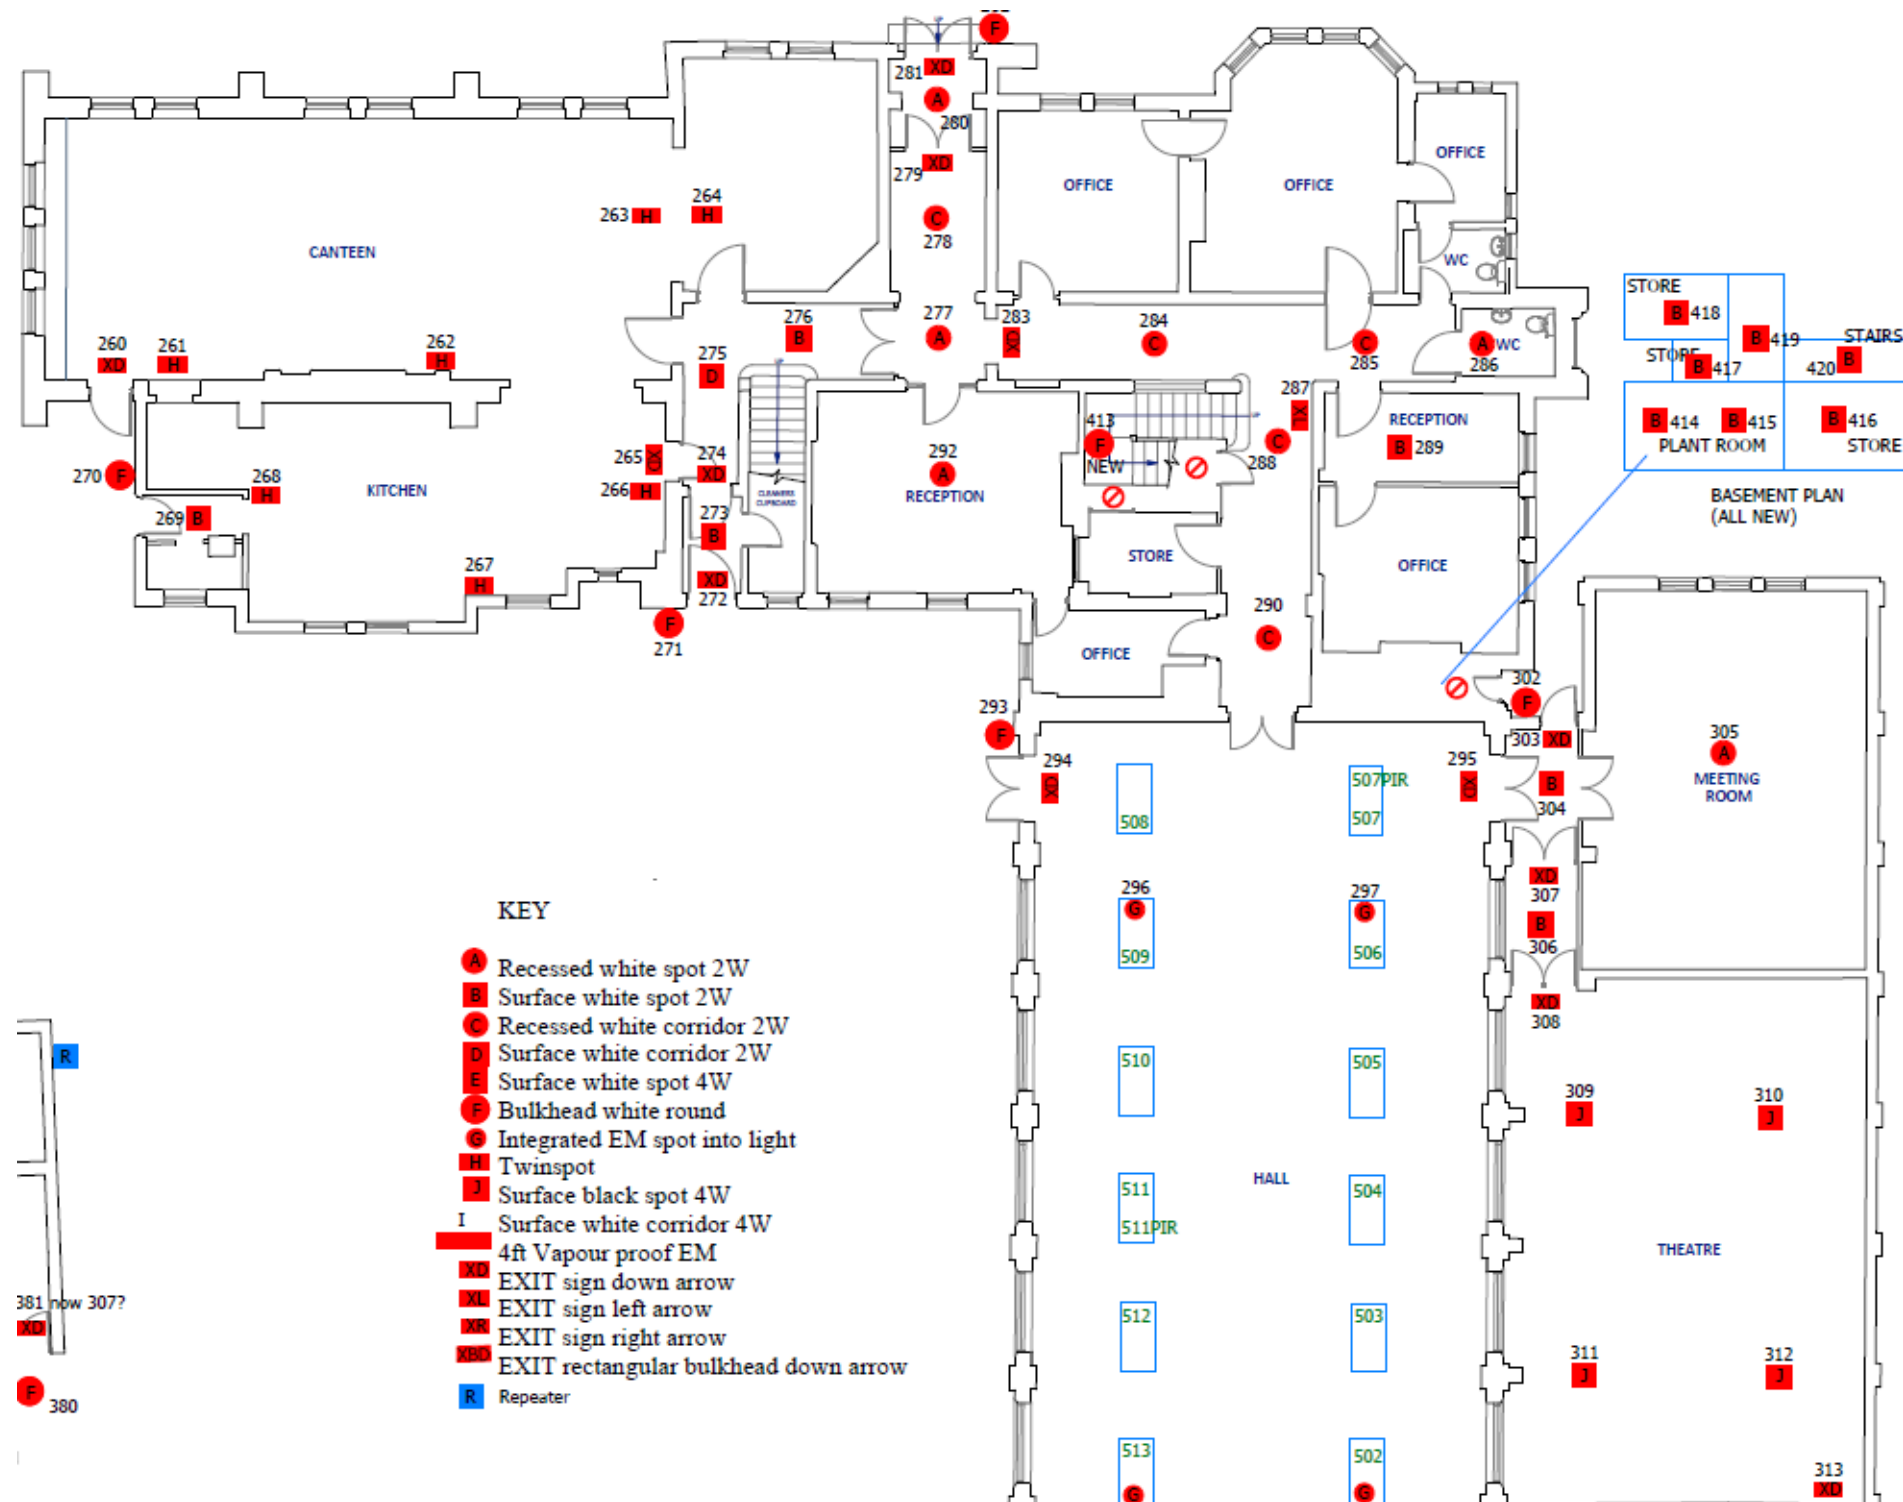 F
281 XD
A
280
XD
279
C
278
OFFICE
OFFICE
OFFICE
WC
263 H
264
H
CANTEEN
260
XD
261
H
262
H
276
B
275
D
277
A
283
XD
284
C
285
C
286
A
WC
287
XL
288
C
RECEPTION
B 289
STORE
B 418
B 419
STAIRS
STORE
B 417
420 B
B 414
B 415
B 416
PLANT ROOM
STORE
BASEMENT PLAN
(ALL NEW)
270 F
268
H
KITCHEN
265 XD
266 H
274
XD
269 B
273
B
CLEANERS
CUPBOARD
292
A
RECEPTION
413
F
NEW
STORE
OFFICE
267
H
XD
272
F
271
OFFICE
290
C
302
F
293
F
303 XD
294
XD
295
XD
B
304
305
A
MEETING
ROOM
508
507PIR
507
XD
307
296
G
509
297
G
506
B
306
XD
308
510
505
309
J
310
J
511
511PIR
504
HALL
THEATRE
512
503
311
J
312
J
513
G
502
G
313
XD
R
381 now 307?
XD
F
380
KEY
A Recessed white spot 2W
B Surface white spot 2W
C Recessed white corridor 2W
D Surface white corridor 2W
E Surface white spot 4W
F Bulkhead white round
G Integrated EM spot into light
H Twinspot
J Surface black spot 4W
I Surface white corridor 4W
4ft Vapour proof EM
XD EXIT sign down arrow
XL EXIT sign left arrow
XR EXIT sign right arrow
XBD EXIT rectangular bulkhead down arrow
R Repeater